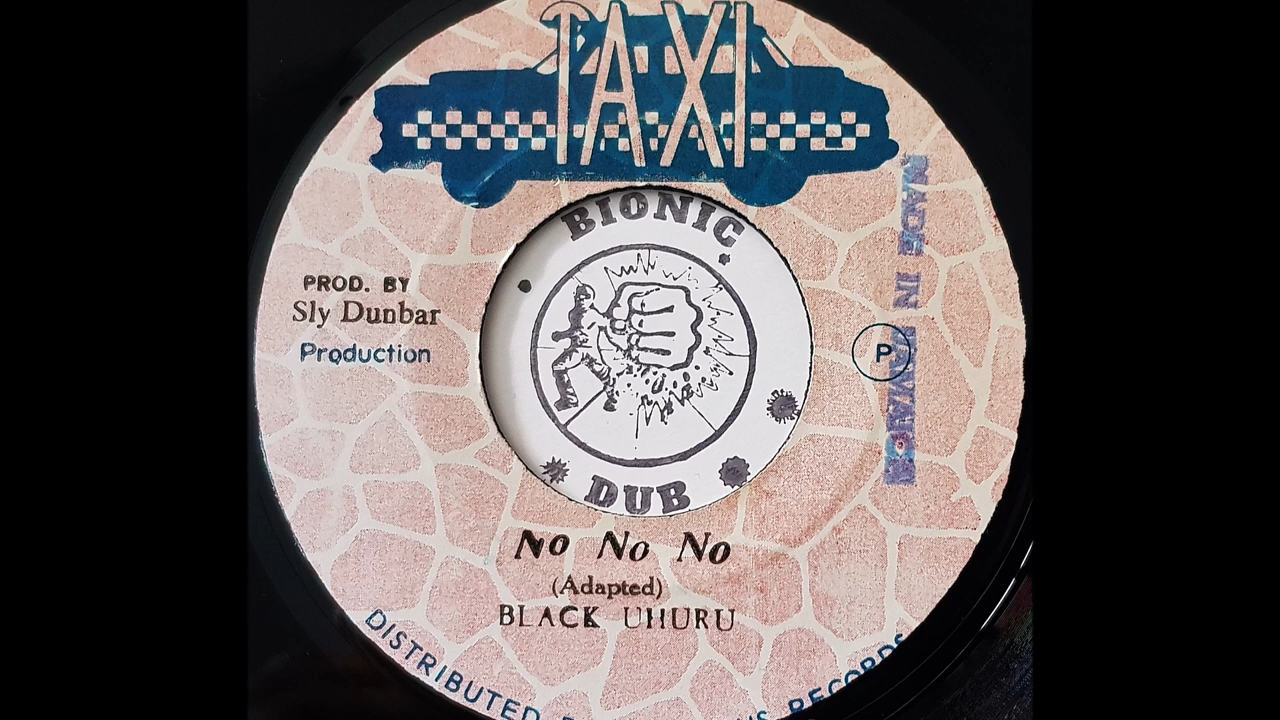 TAXI
BIONIC
DUB
PROD. BY
Sly Dunbar
Production
MADE IN JAMAICA
P
No No No
(Adapted)
BLACK UHURU
DISTRIBUTED
RECORDS